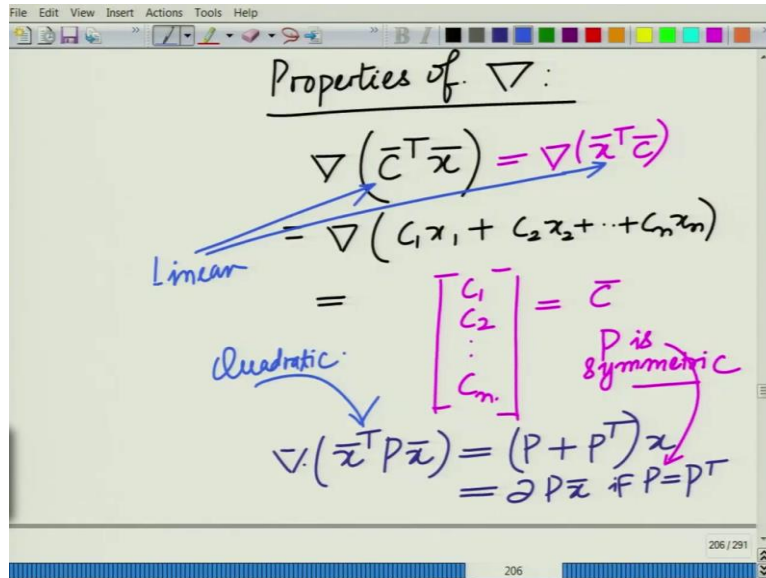 File Edit View Insert Actions Tools Help
Properties of ∇:
∇(c̄ᵀx̄) = ∇(x̄ᵀc̄)
= ∇(c₁x₁ + c₂x₂ + ·· + cₙxₙ)
Linear
= [c₁ c₂ : cₙ.] = c̄
P is
symmetric
Quadratic.
∇.(x̄ᵀPx̄) = (P + Pᵀ)x
= 2Px̄ if P=Pᵀ
206 / 291
206